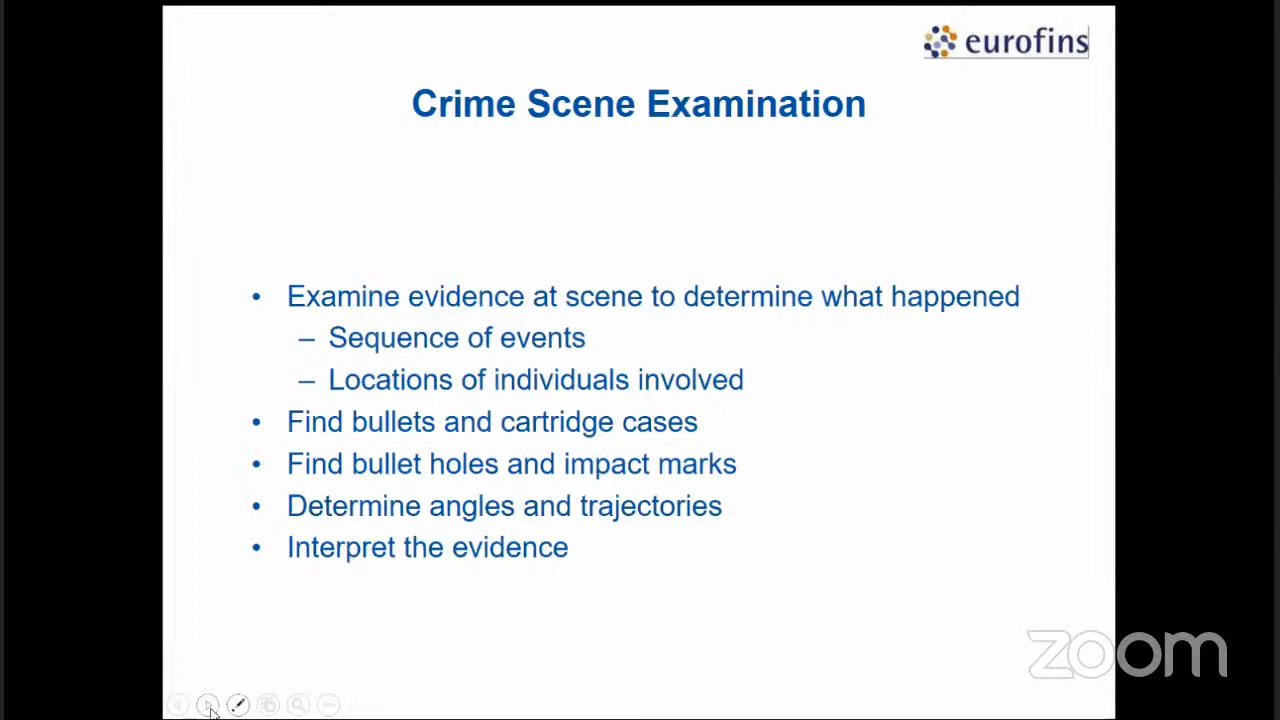 eurofins
Crime Scene Examination
• Examine evidence at scene to determine what happened
– Sequence of events
– Locations of individuals involved
• Find bullets and cartridge cases
• Find bullet holes and impact marks
• Determine angles and trajectories
• Interpret the evidence
zoom